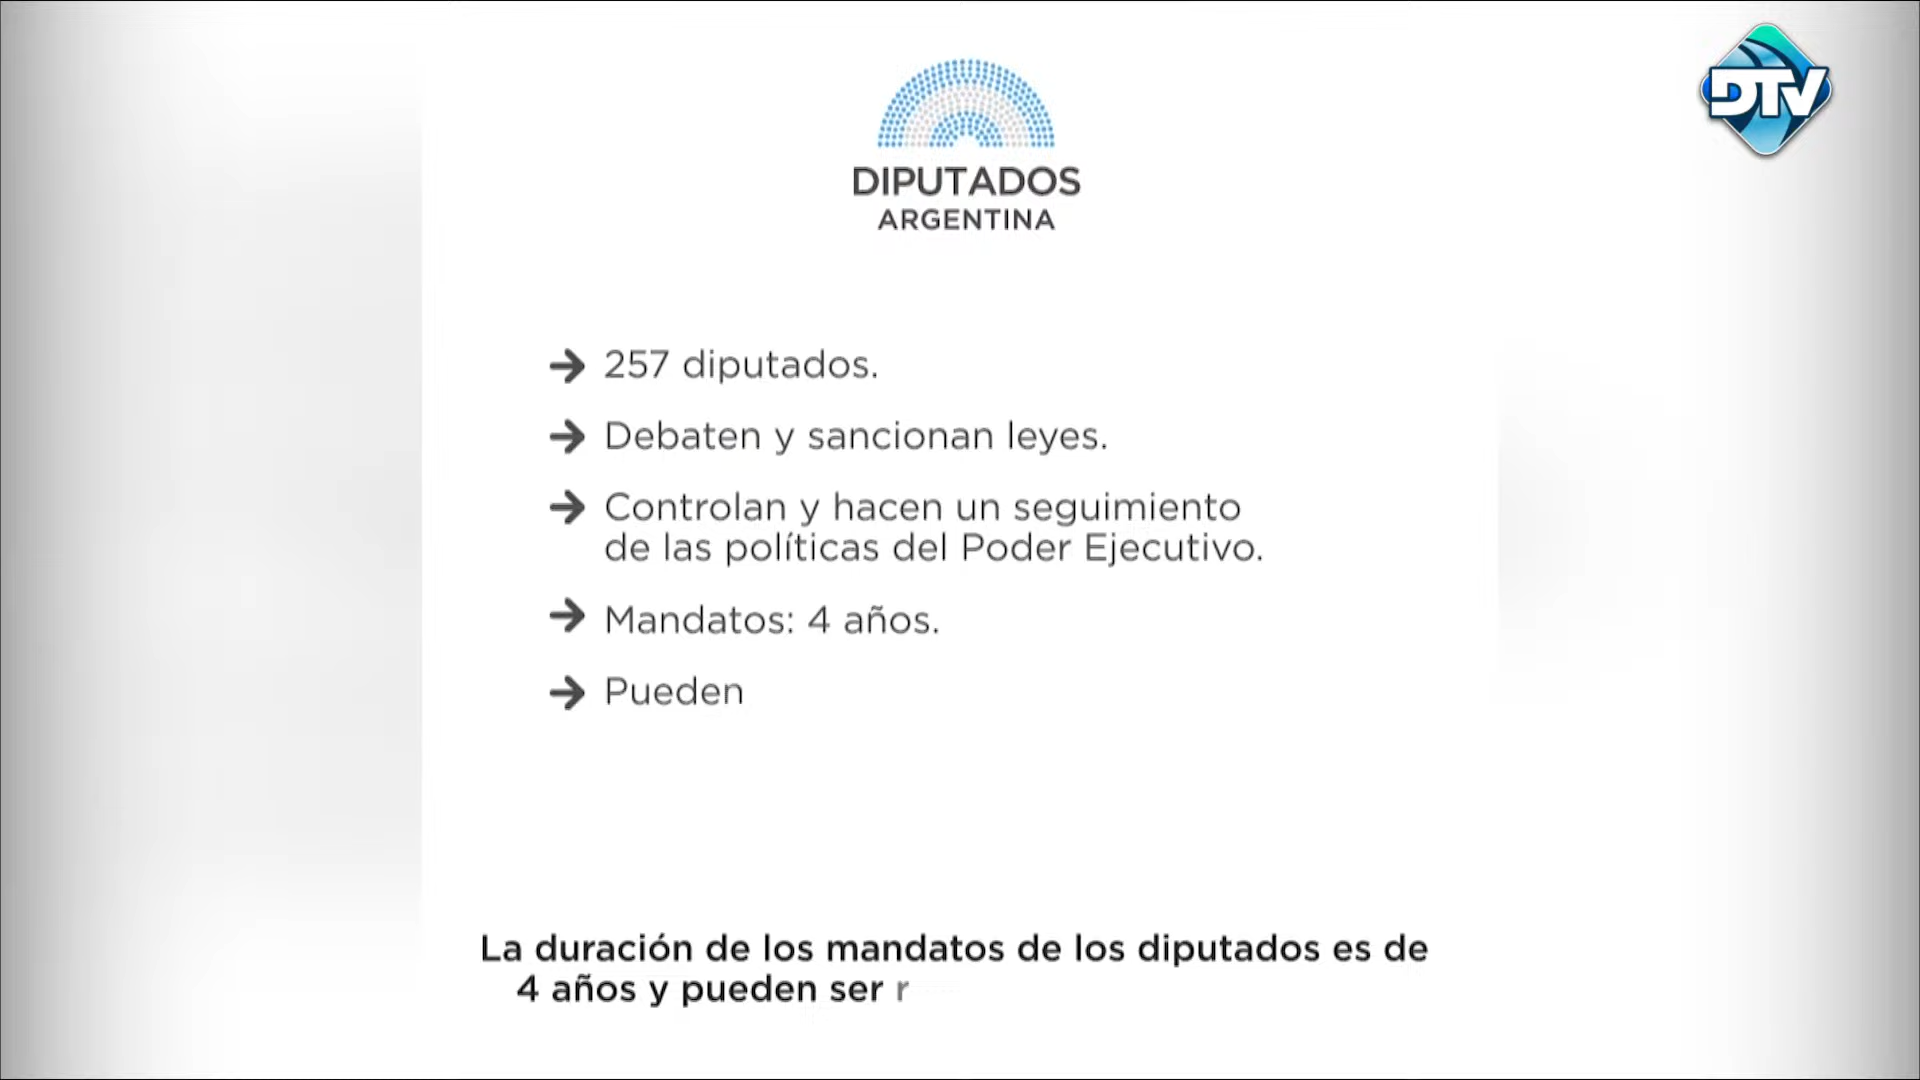 DTV
DIPUTADOS
ARGENTINA
→ 257 diputados.
→ Debaten y sancionan leyes.
→ Controlan y hacen un seguimiento
de las políticas del Poder Ejecutivo.
→ Mandatos: 4 años.
→ Pueden
La duración de los mandatos de los diputados es de
4 años y pueden ser r